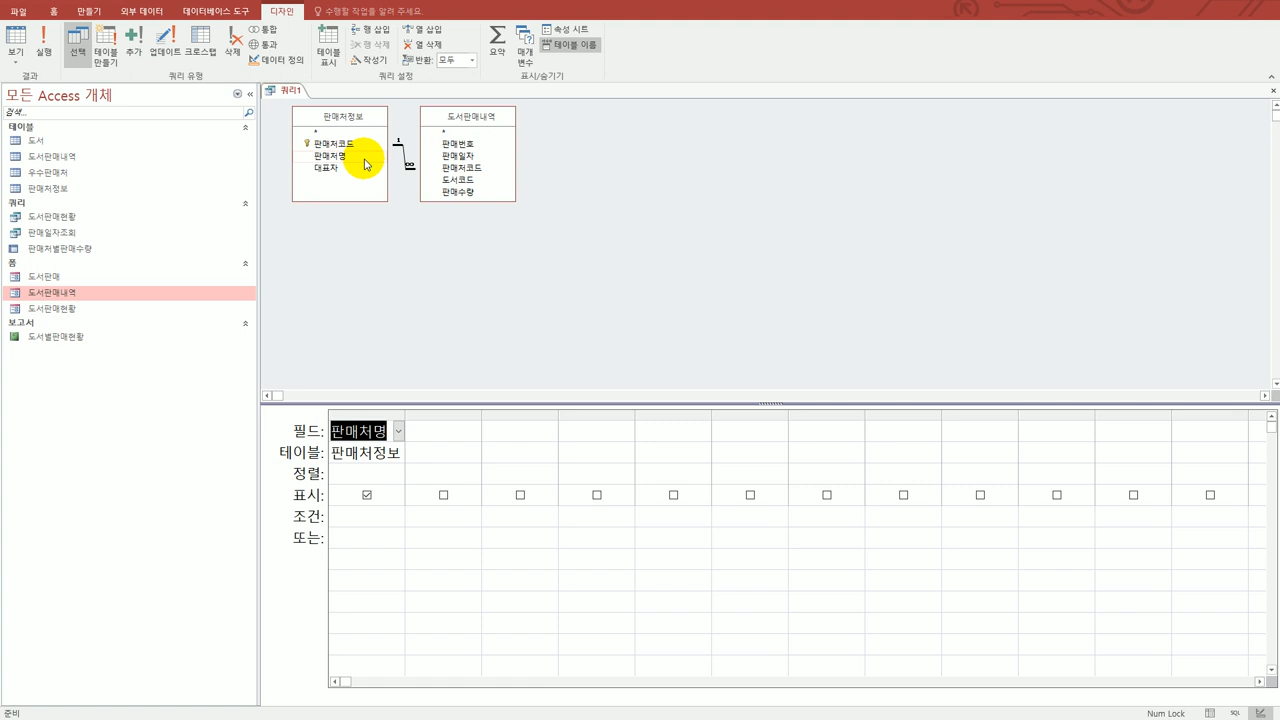 파일 홈 만들기 외부 데이터 데이터베이스 도구 디자인 수행할 작업을 알려 주세요.
보기 실행 선택 테이블 만들기 추가 업데이트 크로스탭 삭제 통합 통과 데이터 정의 테이블 표시 행 삽입 행 삭제 작성기 열 삽입 열 삭제 반환: 모두 요약 매개 변수 속성 시트 테이블 이름
결과 쿼리 유형 쿼리 설정 표시/숨기기
모든 Access 개체
검색...
테이블
도서
도서판매내역
우수판매처
판매처정보
쿼리
도서판매현황
판매일자조회
판매처별판매수량
폼
도서판매
도서판매내역
도서판매현황
보고서
도서별판매현황
쿼리1
판매처정보
*
판매처코드
판매처명
대표자
1
∞
도서판매내역
*
판매번호
판매일자
판매처코드
도서코드
판매수량
필드: 판매처명
테이블: 판매처정보
정렬:
표시:
조건:
또는:
준비 Num Lock SQL